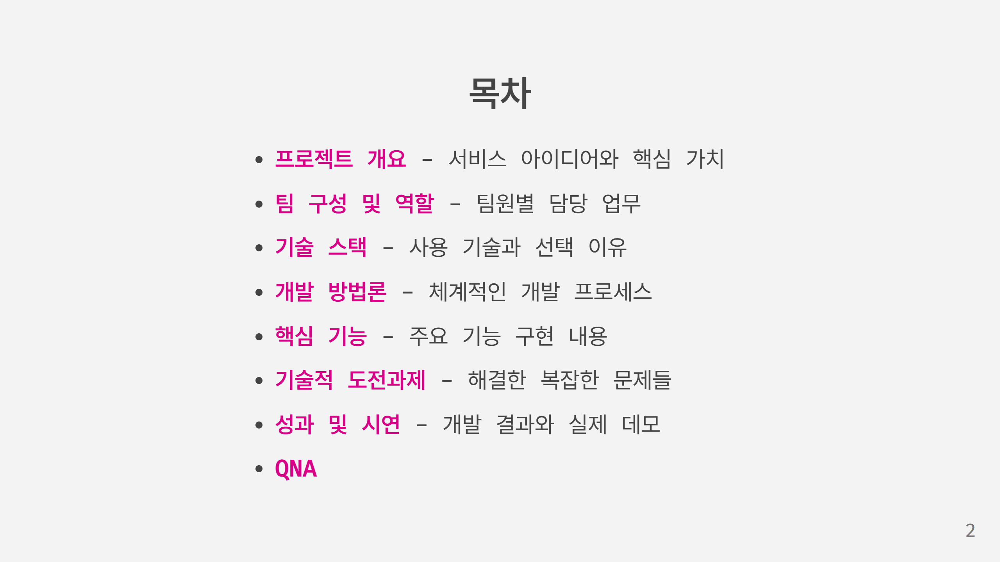 목차
• 프로젝트 개요 – 서비스 아이디어와 핵심 가치
• 팀 구성 및 역할 – 팀원별 담당 업무
• 기술 스택 – 사용 기술과 선택 이유
• 개발 방법론 – 체계적인 개발 프로세스
• 핵심 기능 – 주요 기능 구현 내용
• 기술적 도전과제 – 해결한 복잡한 문제들
• 성과 및 시연 – 개발 결과와 실제 데모
• QNA
2